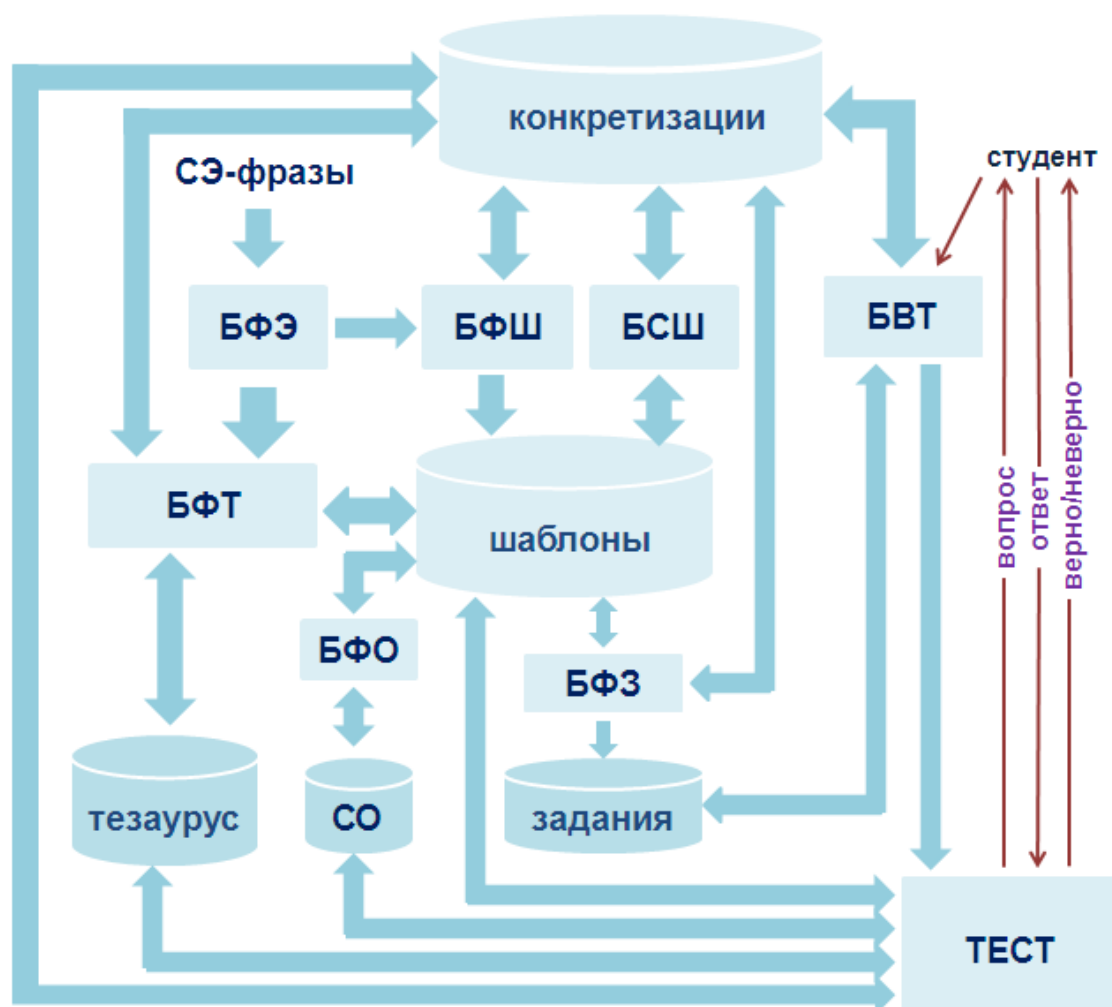 конкретизации
студент
СЭ-фразы
БФЭ
БФШ
БСШ
БВТ
БФТ
шаблоны
вопрос
ответ
верно/неверно
БФО
БФЗ
тезаурус
СО
задания
ТЕСТ